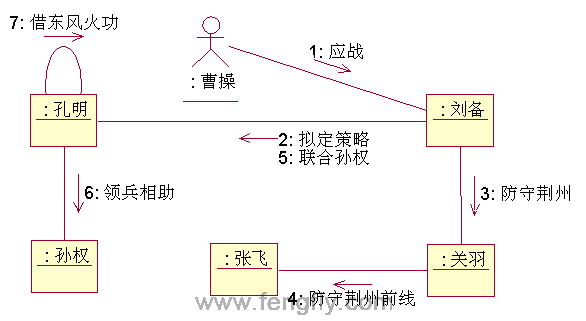 7: 借东风火功
1: 应战
: 曹操
: 孔明
: 刘备
2: 拟定策略
5: 联合孙权
6: 领兵相助
3: 防守荆州
: 孙权
: 张飞
: 关羽
4: 防守荆州前线
www.fengfly.com